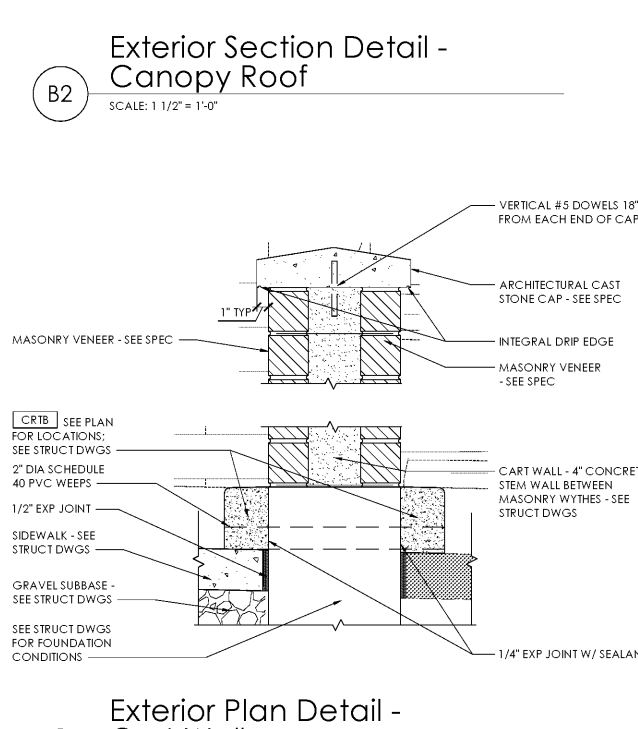 Exterior Section Detail -
Canopy Roof
B2
SCALE: 1 1/2" = 1'-0"
VERTICAL #5 DOWELS 18"
FROM EACH END OF CAP
ARCHITECTURAL CAST
STONE CAP - SEE SPEC
1" TYP
INTEGRAL DRIP EDGE
MASONRY VENEER - SEE SPEC
MASONRY VENEER
- SEE SPEC
CRTB SEE PLAN
FOR LOCATIONS;
SEE STRUCT DWGS
2" DIA SCHEDULE
40 PVC WEEPS
1/2" EXP JOINT
SIDEWALK - SEE
STRUCT DWGS
GRAVEL SUBBASE -
SEE STRUCT DWGS
SEE STRUCT DWGS
FOR FOUNDATION
CONDITIONS
CART WALL - 4" CONCRET
STEM WALL BETWEEN
MASONRY WYTHES - SEE
STRUCT DWGS
1/4" EXP JOINT W/ SEALAN
Exterior Plan Detail -